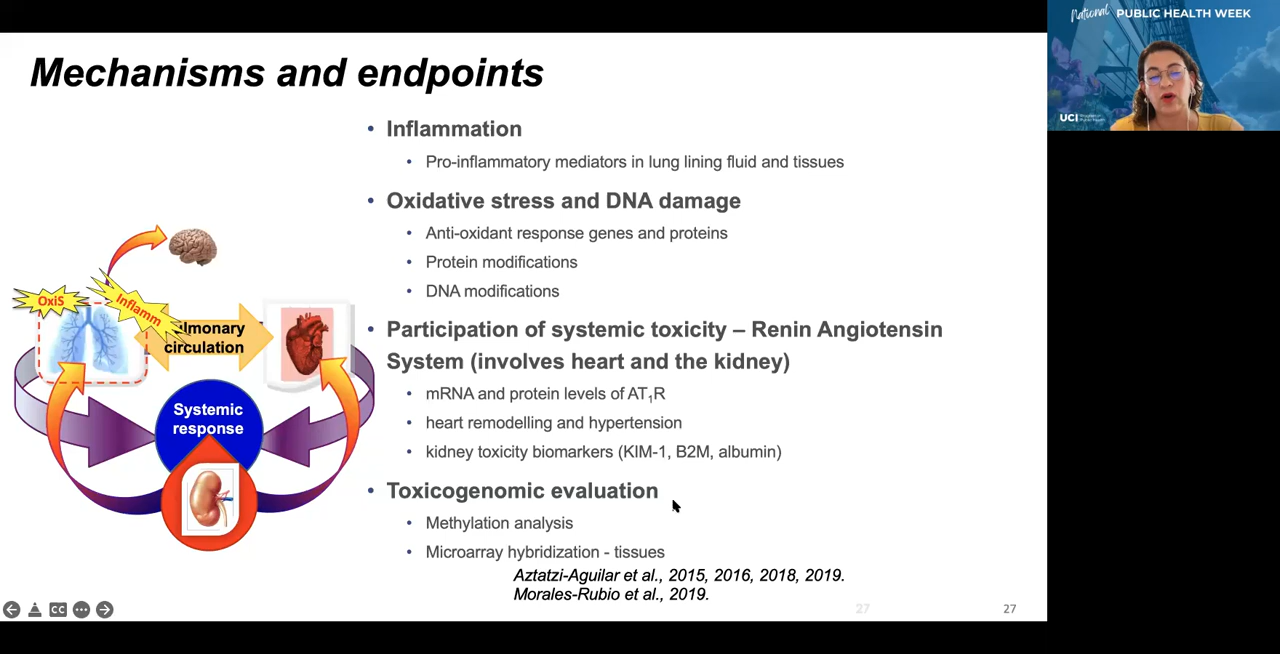 National PUBLIC HEALTH WEEK
UCI
Mechanisms and endpoints
• Inflammation
• Pro-inflammatory mediators in lung lining fluid and tissues
• Oxidative stress and DNA damage
• Anti-oxidant response genes and proteins
• Protein modifications
• DNA modifications
• Participation of systemic toxicity – Renin Angiotensin
System (involves heart and the kidney)
• mRNA and protein levels of AT1R
• heart remodelling and hypertension
• kidney toxicity biomarkers (KIM-1, B2M, albumin)
• Toxicogenomic evaluation
• Methylation analysis
• Microarray hybridization - tissues
Aztatzi-Aguilar et al., 2015, 2016, 2018, 2019.
Morales-Rubio et al., 2019.
OxiS
Inflamm
circulation
Systemic
response
CC
27
27